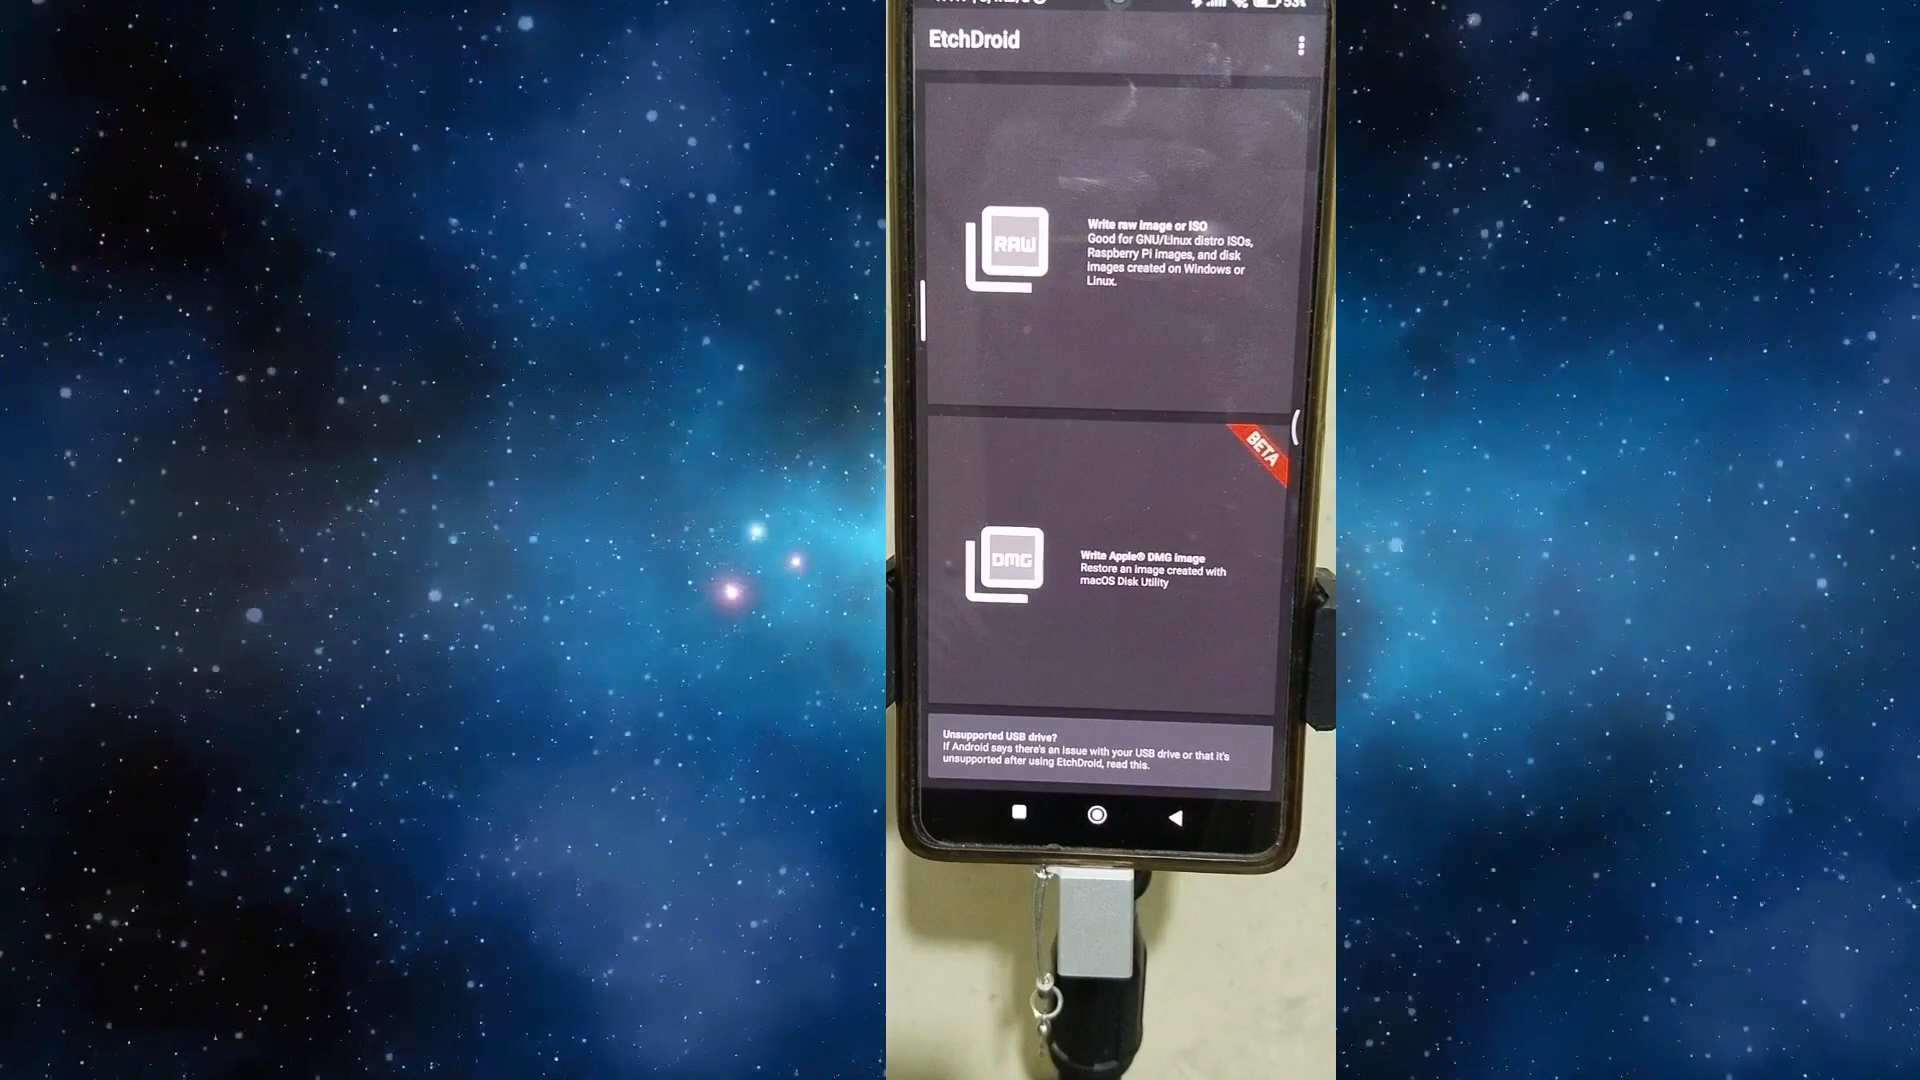 53%
EtchDroid
RAW
Write raw image or ISO
Good for GNU/Linux distro ISOs,
Raspberry Pi images, and disk
images created on Windows or
Linux.
BETA
DMG
Write Apple® DMG image
Restore an image created with
macOS Disk Utility
Unsupported USB drive?
If Android says there's an issue with your USB drive or that it's
unsupported after using EtchDroid, read this.